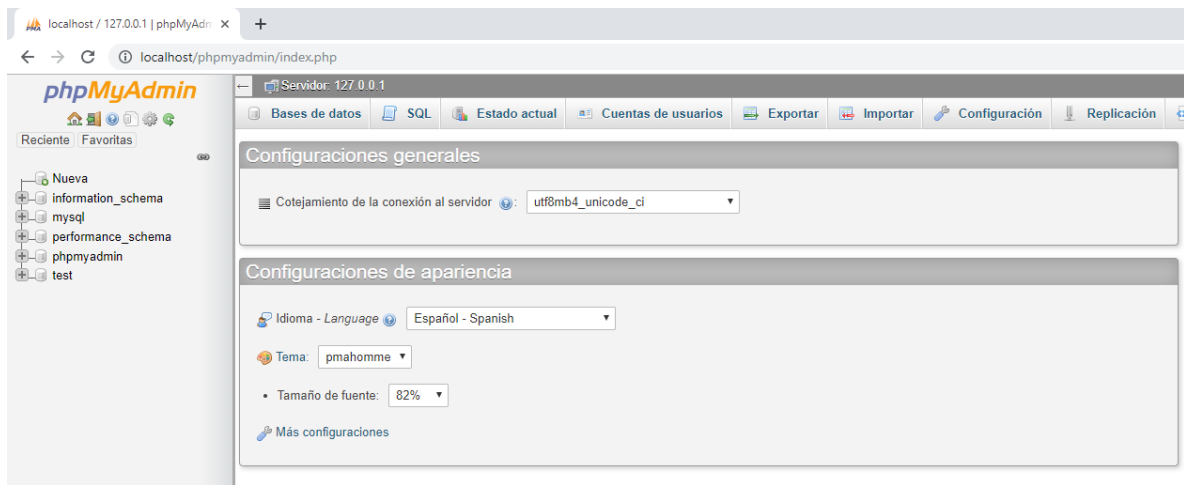 localhost / 127.0.0.1 | phpMyAdm
localhost/phpmyadmin/index.php
phpMyAdmin
Reciente Favoritas
Nueva
information_schema
mysql
performance_schema
phpmyadmin
test
Servidor: 127.0.0.1
Bases de datos SQL Estado actual Cuentas de usuarios Exportar Importar Configuración Replicación
Configuraciones generales
Cotejamiento de la conexión al servidor : utf8mb4_unicode_ci
Configuraciones de apariencia
Idioma - Language Español - Spanish
Tema: pmahomme
• Tamaño de fuente: 82%
Más configuraciones